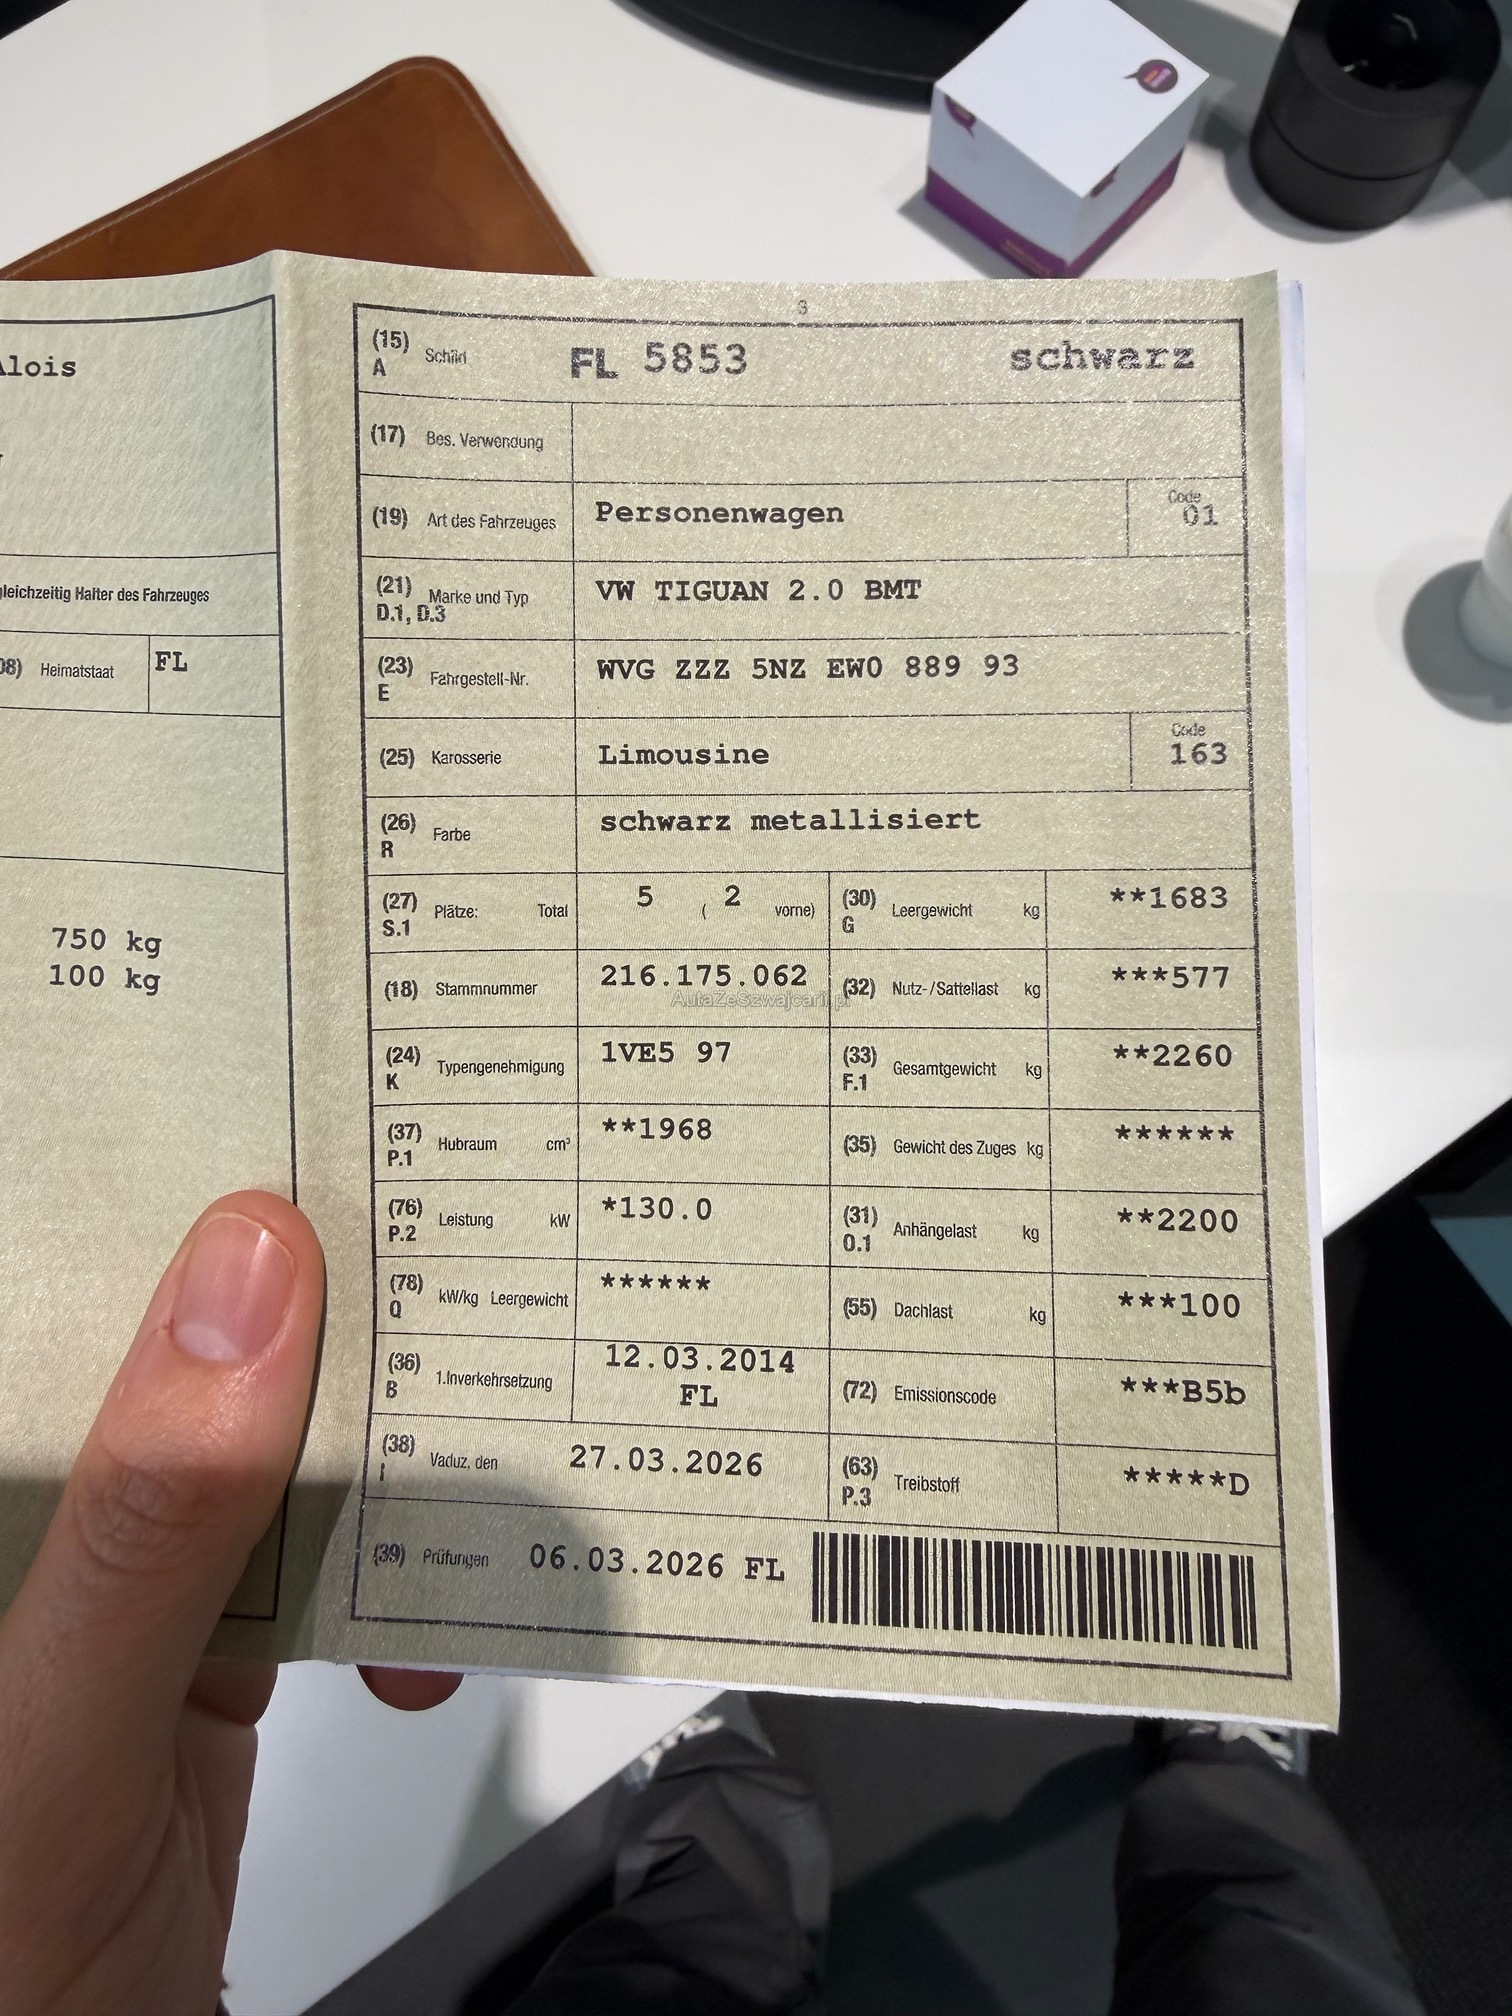 3
Alois
gleichzeitig Halter des Fahrzeuges
08) Heimatstaat FL
750 kg
100 kg
(15) A Schild FL 5853 schwarz
(17) Bes. Verwendung
(19) Art des Fahrzeuges Personenwagen Code 01
(21) D.1, D.3 Marke und Typ VW TIGUAN 2.0 BMT
(23) E Fahrgestell-Nr. WVG ZZZ 5NZ EW0 889 93
(25) Karosserie Limousine Code 163
(26) R Farbe schwarz metallisiert
(27) S.1 Plätze: Total 5 ( 2 vorne) (30) G Leergewicht kg **1683
(18) Stammnummer 216.175.062 (32) Nutz-/Sattellast kg ***577
AutaZeSzwajcarii.pl
(24) K Typengenehmigung 1VE5 97 (33) F.1 Gesamtgewicht kg **2260
(37) P.1 Hubraum cm³ **1968 (35) Gewicht des Zuges kg ******
(76) P.2 Leistung kW *130.0 (31) O.1 Anhängelast kg **2200
(78) Q kW/kg Leergewicht ****** (55) Dachlast kg ***100
(36) B 1.Inverkehrsetzung 12.03.2014 FL (72) Emissionscode ***B5b
(38) I Vaduz, den 27.03.2026 (63) P.3 Treibstoff *****D
(39) Prüfungen 06.03.2026 FL